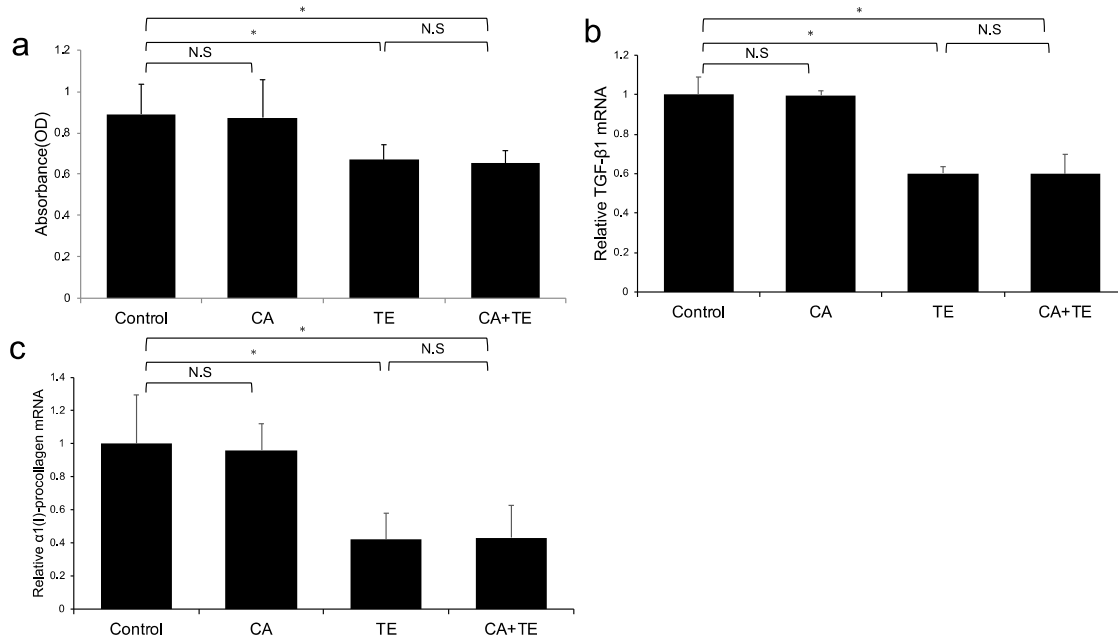 a
*
*
N.S
N.S
Absorbance(OD)
1.2
1
0.8
0.6
0.4
0.2
0
Control CA TE CA+TE
b
*
*
N.S
N.S
Relative TGF-β1 mRNA
1.2
1
0.8
0.6
0.4
0.2
0
Control CA TE CA+TE
c
*
*
N.S
N.S
Relative α1(I)-procollagen mRNA
1.4
1.2
1
0.8
0.6
0.4
0.2
0
Control CA TE CA+TE